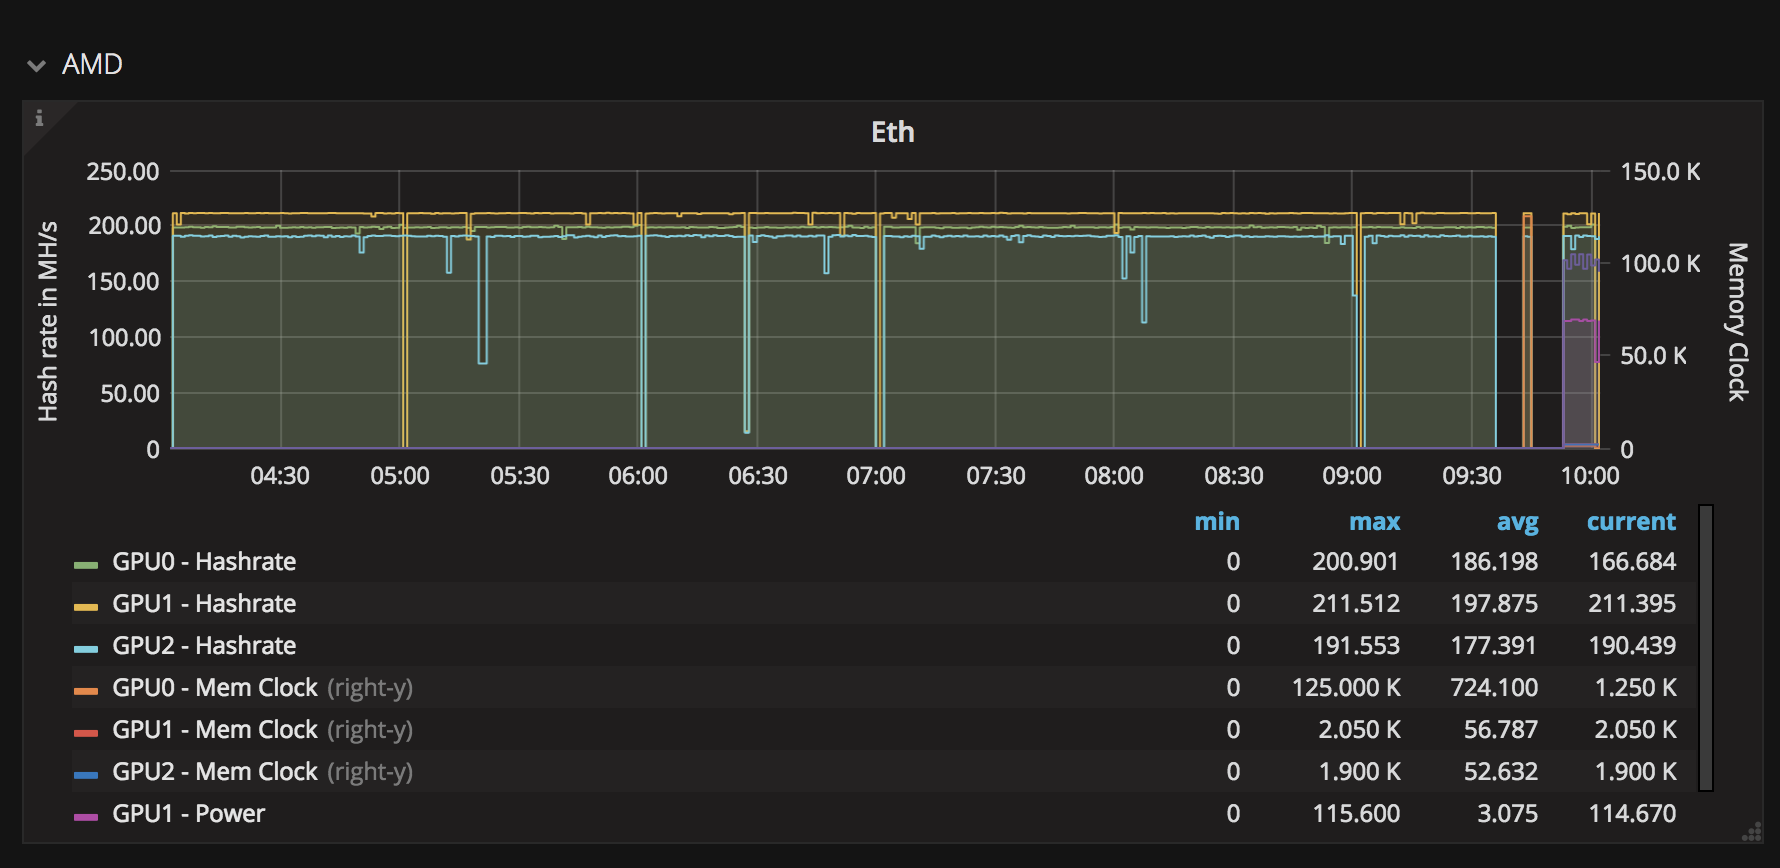 AMD
i
Eth
250.00
200.00
150.00
100.00
50.00
0
Hash rate in MH/s
150.0 K
100.0 K
50.0 K
0
Memory Clock
04:30 05:00 05:30 06:00 06:30 07:00 07:30 08:00 08:30 09:00 09:30 10:00
min max avg current
GPU0 - Hashrate 0 200.901 186.198 166.684
GPU1 - Hashrate 0 211.512 197.875 211.395
GPU2 - Hashrate 0 191.553 177.391 190.439
GPU0 - Mem Clock (right-y) 0 125.000 K 724.100 1.250 K
GPU1 - Mem Clock (right-y) 0 2.050 K 56.787 2.050 K
GPU2 - Mem Clock (right-y) 0 1.900 K 52.632 1.900 K
GPU1 - Power 0 115.600 3.075 114.670